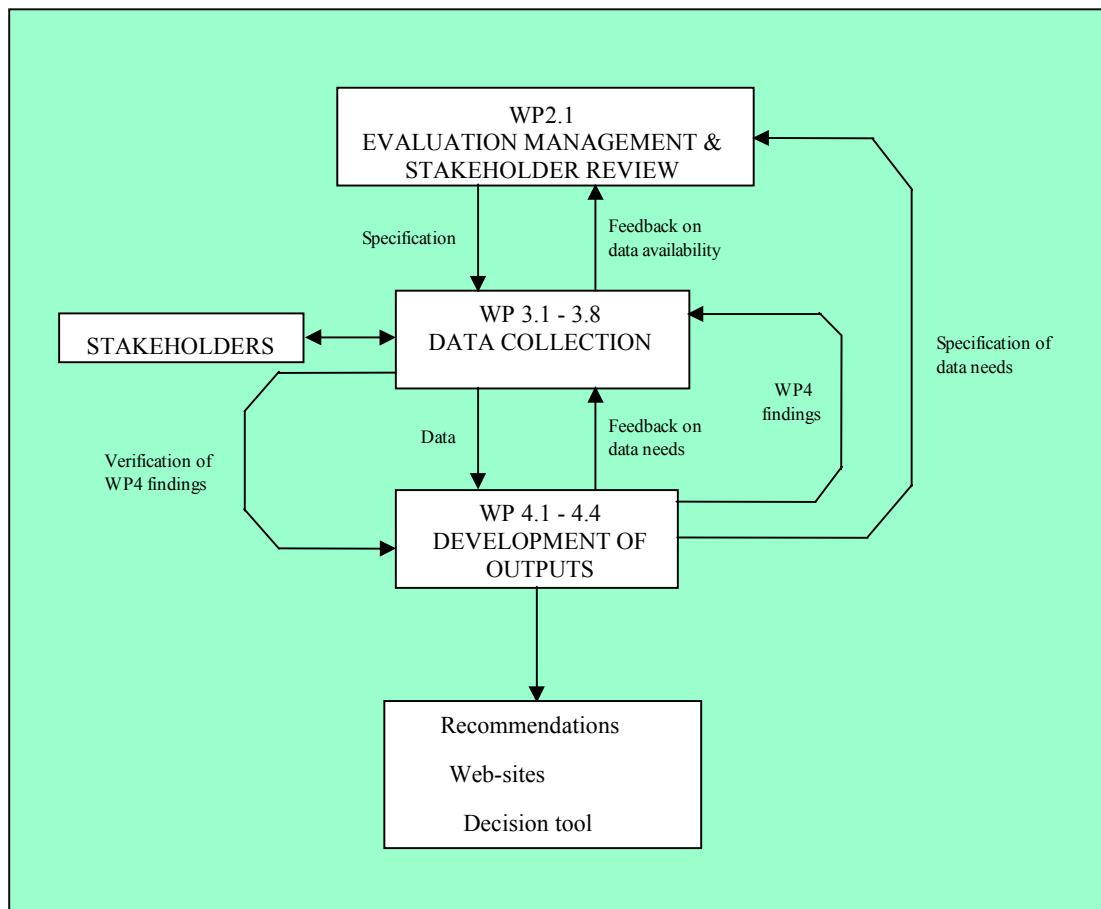 WP2.1
EVALUATION MANAGEMENT &
STAKEHOLDER REVIEW
Specification
Feedback on
data availability
WP 3.1 - 3.8
DATA COLLECTION
STAKEHOLDERS
Specification of
data needs
WP4
findings
Data
Feedback on
data needs
Verification of
WP4 findings
WP 4.1 - 4.4
DEVELOPMENT OF
OUTPUTS
Recommendations
Web-sites
Decision tool